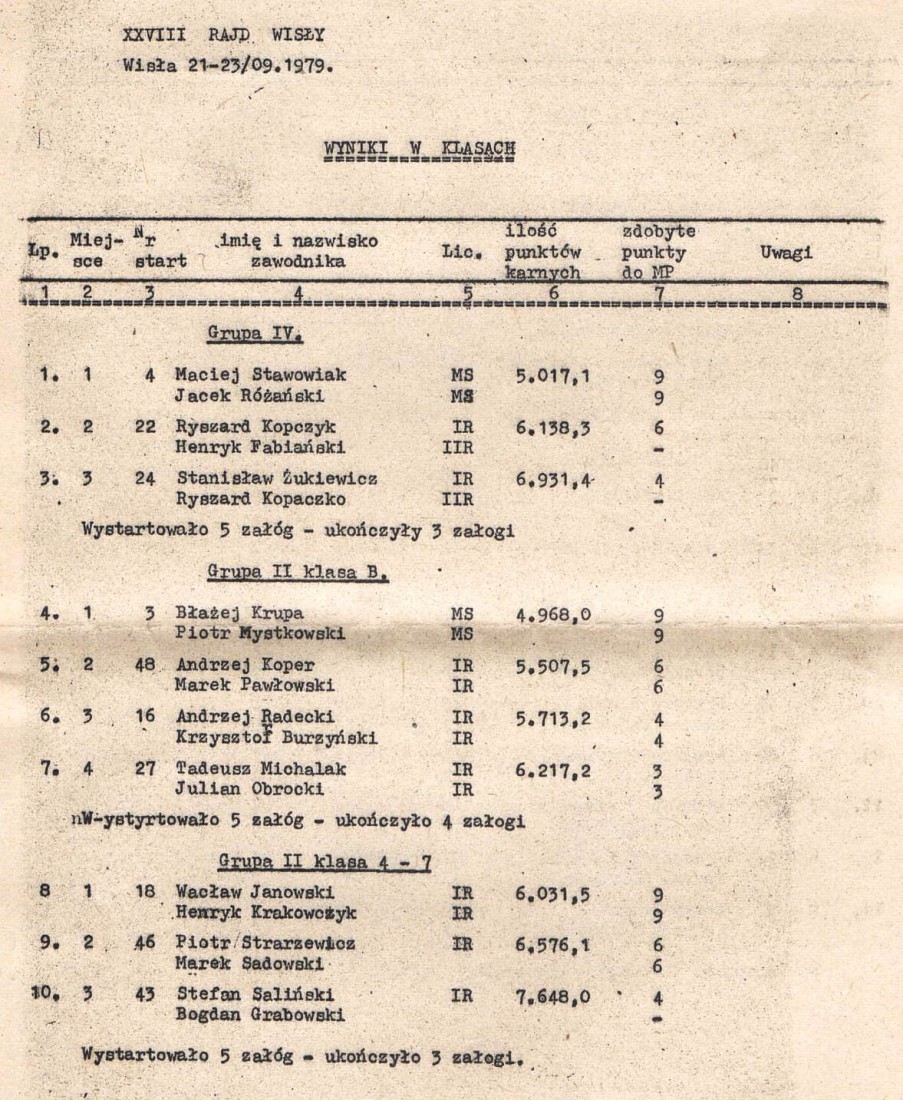 XXVIII RAJD WISŁY
Wisła 21-23/09.1979.
WYNIKI W KLASACH
Lp. Miej-sce Nr start imię i nazwisko zawodnika Lic. ilość punktów karnych zdobyte punkty do MP Uwagi
1 2 3 4 5 6 7 8
Grupa IV.
1. 1 4 Maciej Stawowiak MS 5.017,1 9
Jacek Różański MS 9
2. 2 22 Ryszard Kopczyk IR 6.138,3 6
Henryk Fabiański IIR -
3. 3 24 Stanisław Żukiewicz IR 6.931,4 4
Ryszard Kopaczko IIR -
Wystartowało 5 załóg - ukończyły 3 załogi
Grupa II klasa B.
4. 1 3 Błażej Krupa MS 4.968,0 9
Piotr Mystkowski MS 9
5. 2 48 Andrzej Koper IR 5.507,5 6
Marek Pawłowski IR 6
6. 3 16 Andrzej Radecki IR 5.713,2 4
Krzysztof Burzyński IR 4
7. 4 27 Tadeusz Michalak IR 6.217,2 3
Julian Obrocki IR 3
nW-ystyrtowało 5 załóg - ukończyło 4 załogi
Grupa II klasa 4 - 7
8 1 18 Wacław Janowski IR 6.031,5 9
Henryk Krakowczyk IR 9
9. 2 46 Piotr Strarzewicz IR 6.576,1 6
Marek Sadowski 6
10. 3 43 Stefan Saliński IR 7.648,0 4
Bogdan Grabowski -
Wystartowało 5 załóg - ukończyło 3 załogi.